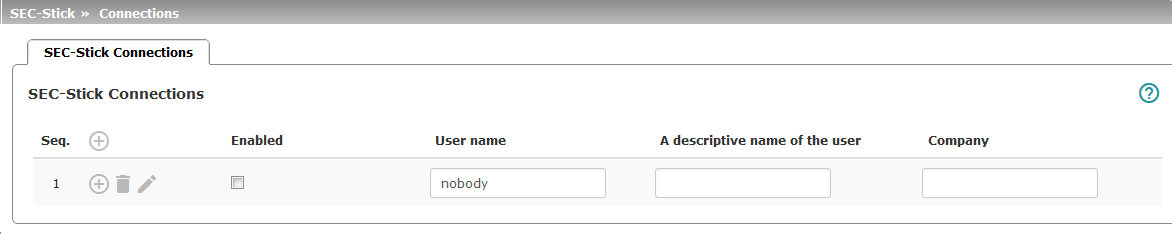 SEC-Stick » Connections
SEC-Stick Connections
SEC-Stick Connections
Seq. Enabled User name A descriptive name of the user Company
1 nobody